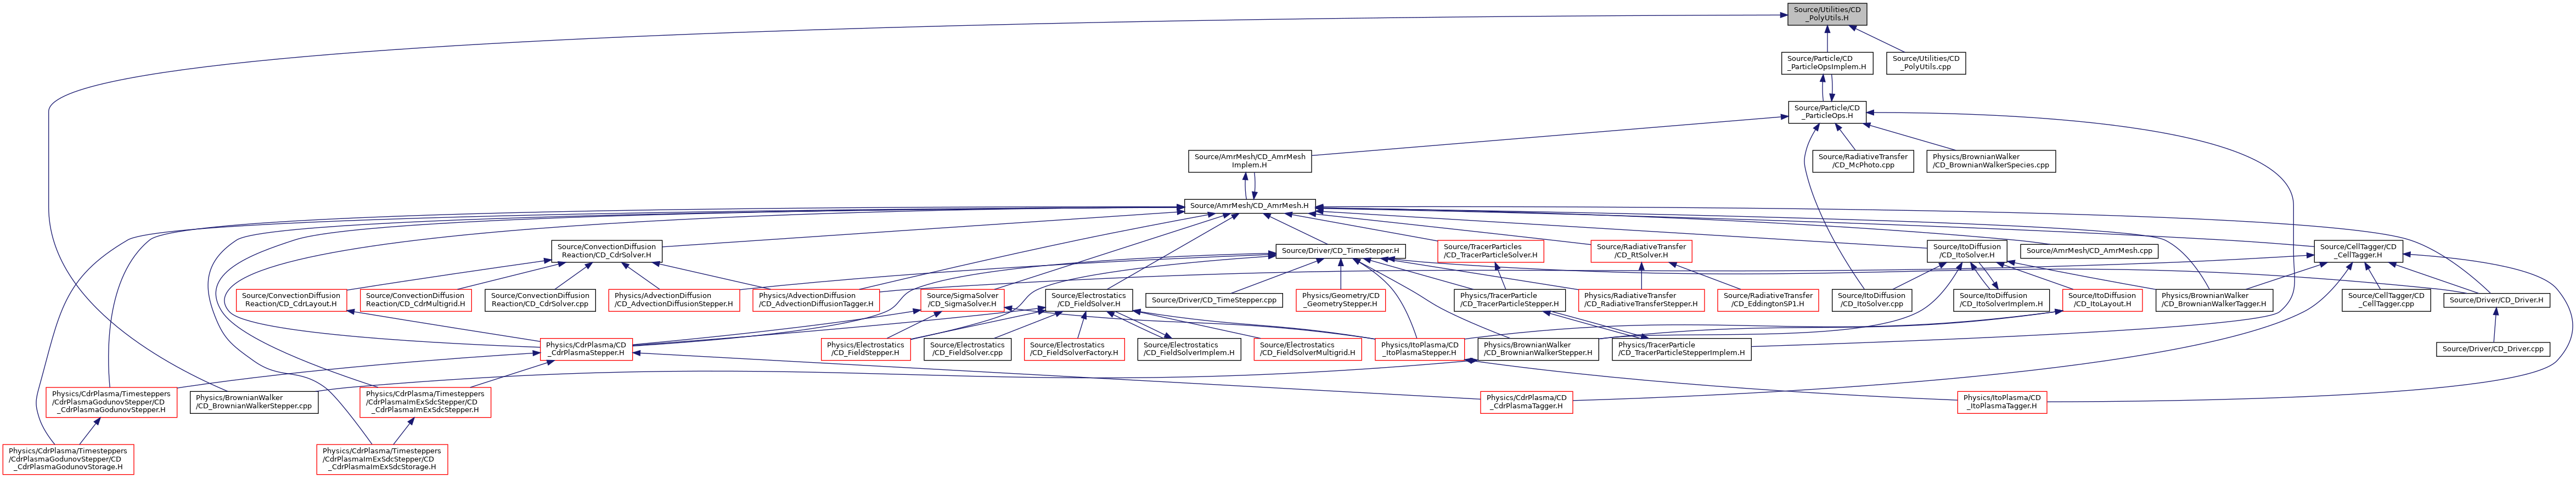 Source/Utilities/CD
_PolyUtils.H
Source/Particle/CD
_ParticleOpsImplem.H
Source/Utilities/CD
_PolyUtils.cpp
Source/Particle/CD
_ParticleOps.H
Source/AmrMesh/CD_AmrMesh
Implem.H
Source/RadiativeTransfer
/CD_McPhoto.cpp
Physics/BrownianWalker
/CD_BrownianWalkerSpecies.cpp
Source/AmrMesh/CD_AmrMesh.H
Source/ConvectionDiffusion
Reaction/CD_CdrSolver.H
Source/Driver/CD_TimeStepper.H
Source/TracerParticles
/CD_TracerParticleSolver.H
Source/RadiativeTransfer
/CD_RtSolver.H
Source/ItoDiffusion
/CD_ItoSolver.H
Source/AmrMesh/CD_AmrMesh.cpp
Source/CellTagger/CD
_CellTagger.H
Source/ConvectionDiffusion
Reaction/CD_CdrLayout.H
Source/ConvectionDiffusion
Reaction/CD_CdrMultigrid.H
Source/ConvectionDiffusion
Reaction/CD_CdrSolver.cpp
Physics/AdvectionDiffusion
/CD_AdvectionDiffusionStepper.H
Physics/AdvectionDiffusion
/CD_AdvectionDiffusionTagger.H
Source/SigmaSolver
/CD_SigmaSolver.H
Source/Electrostatics
/CD_FieldSolver.H
Source/Driver/CD_TimeStepper.cpp
Physics/Geometry/CD
_GeometryStepper.H
Physics/TracerParticle
/CD_TracerParticleStepper.H
Physics/RadiativeTransfer
/CD_RadiativeTransferStepper.H
Source/RadiativeTransfer
/CD_EddingtonSP1.H
Source/ItoDiffusion
/CD_ItoSolver.cpp
Source/ItoDiffusion
/CD_ItoSolverImplem.H
Source/ItoDiffusion
/CD_ItoLayout.H
Physics/BrownianWalker
/CD_BrownianWalkerTagger.H
Source/CellTagger/CD
_CellTagger.cpp
Source/Driver/CD_Driver.H
Physics/CdrPlasma/CD
_CdrPlasmaStepper.H
Physics/Electrostatics
/CD_FieldStepper.H
Source/Electrostatics
/CD_FieldSolver.cpp
Source/Electrostatics
/CD_FieldSolverFactory.H
Source/Electrostatics
/CD_FieldSolverImplem.H
Source/Electrostatics
/CD_FieldSolverMultigrid.H
Physics/ItoPlasma/CD
_ItoPlasmaStepper.H
Physics/BrownianWalker
/CD_BrownianWalkerStepper.H
Physics/TracerParticle
/CD_TracerParticleStepperImplem.H
Source/Driver/CD_Driver.cpp
Physics/CdrPlasma/Timesteppers
/CdrPlasmaGodunovStepper/CD
_CdrPlasmaGodunovStepper.H
Physics/BrownianWalker
/CD_BrownianWalkerStepper.cpp
Physics/CdrPlasma/Timesteppers
/CdrPlasmaImExSdcStepper/CD
_CdrPlasmaImExSdcStepper.H
Physics/CdrPlasma/CD
_CdrPlasmaTagger.H
Physics/ItoPlasma/CD
_ItoPlasmaTagger.H
Physics/CdrPlasma/Timesteppers
/CdrPlasmaGodunovStepper/CD
_CdrPlasmaGodunovStorage.H
Physics/CdrPlasma/Timesteppers
/CdrPlasmaImExSdcStepper/CD
_CdrPlasmaImExSdcStorage.H